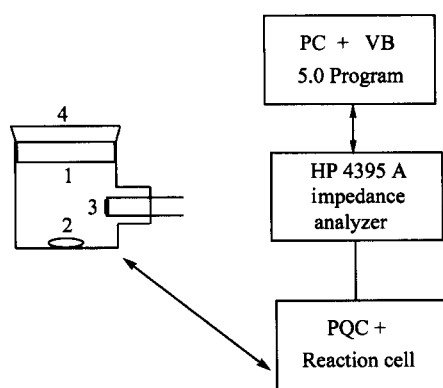 PC + VB
5.0 Program
4
1
2
3
HP 4395 A
impedance
analyzer
PQC +
Reaction cell